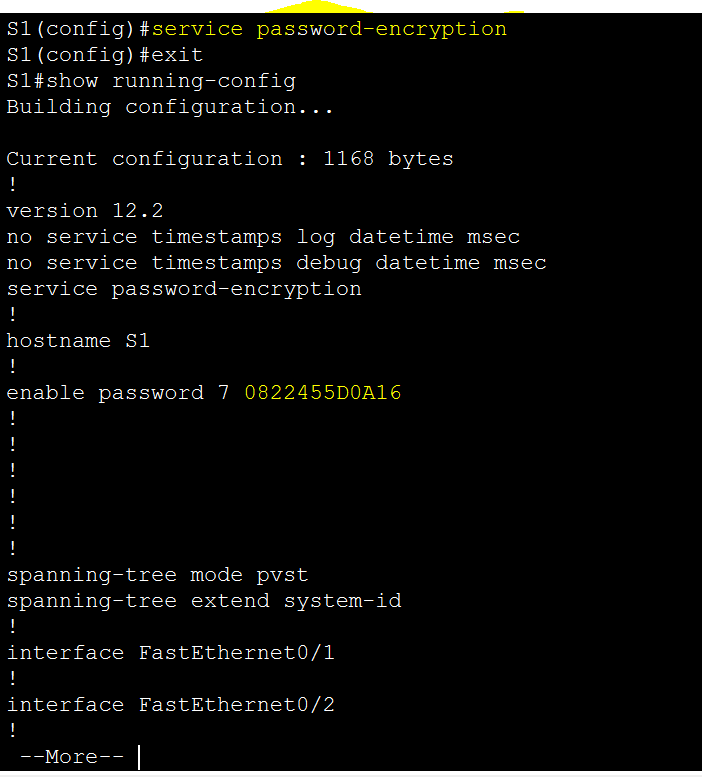 S1(config)#service password-encryption
S1(config)#exit
S1#show running-config
Building configuration...
Current configuration : 1168 bytes
!
version 12.2
no service timestamps log datetime msec
no service timestamps debug datetime msec
service password-encryption
!
hostname S1
!
enable password 7 0822455D0A16
!
!
!
!
!
!
spanning-tree mode pvst
spanning-tree extend system-id
!
interface FastEthernet0/1
!
interface FastEthernet0/2
!
--More--